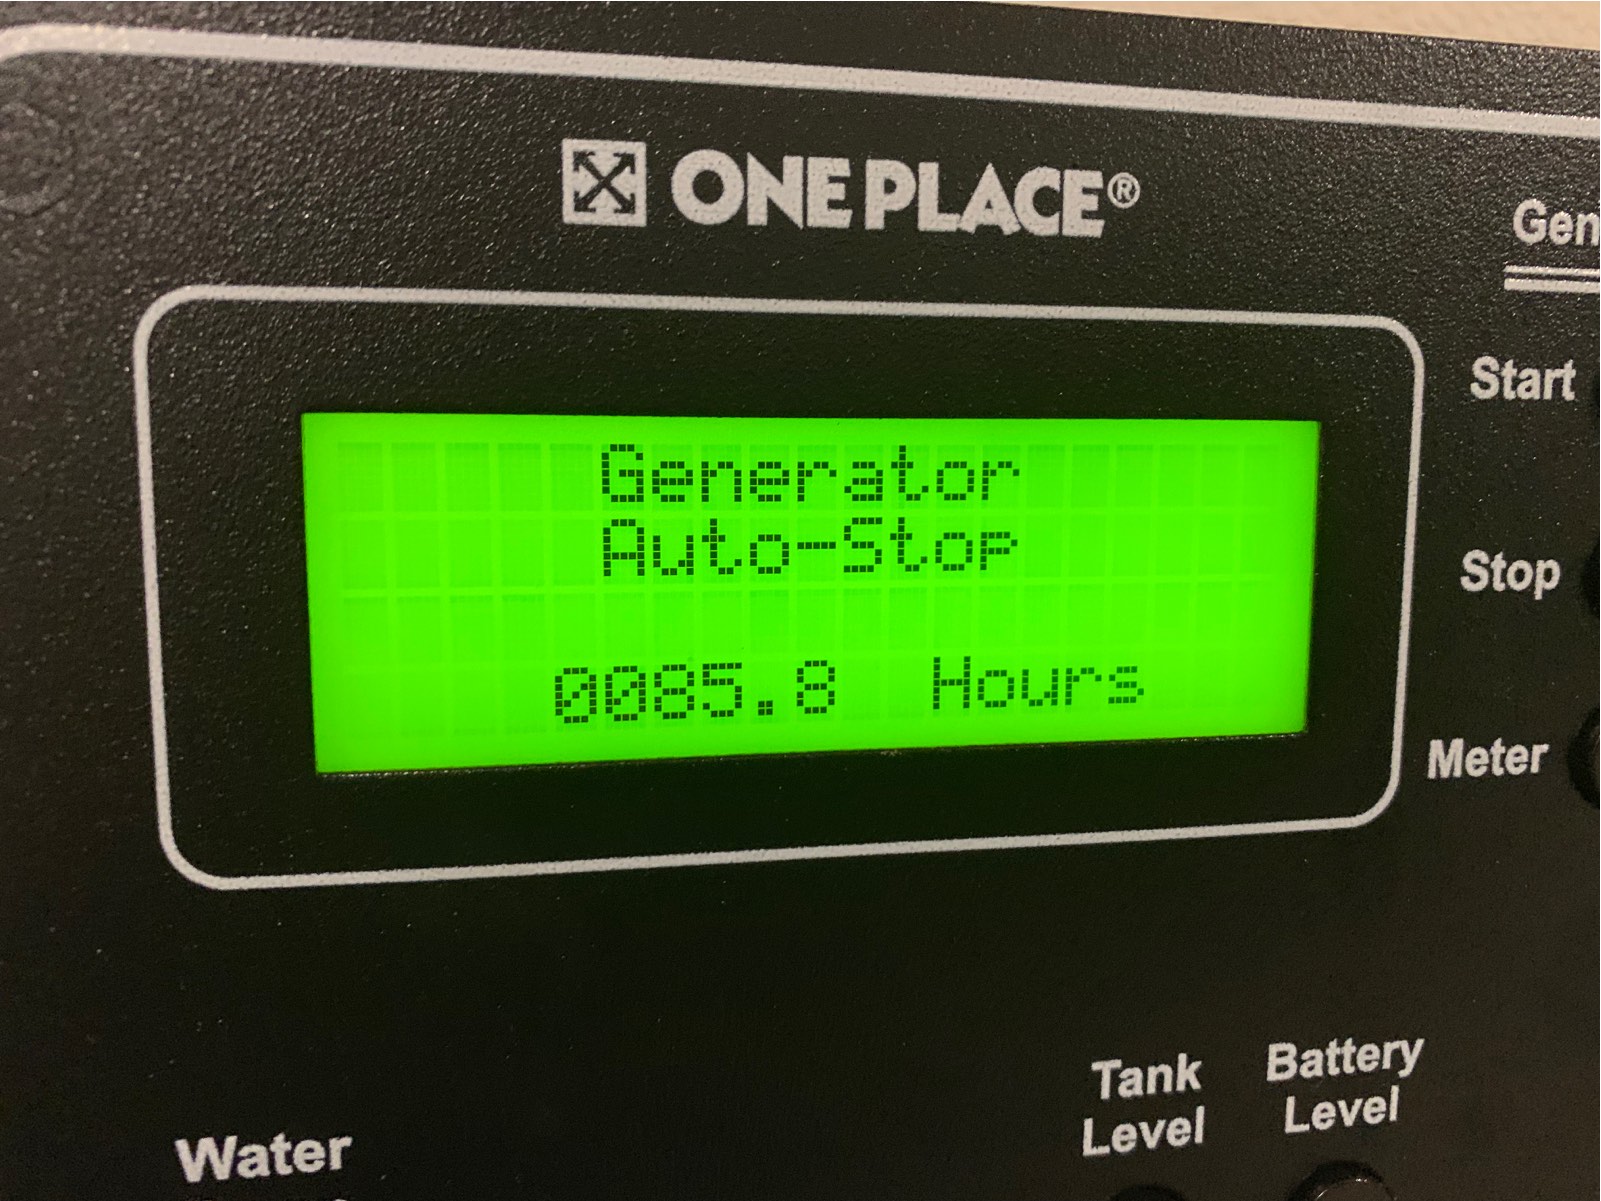 ONE PLACE®
Gen
Generator
Auto-Stop
0085.8 Hours
Start
Stop
Meter
Tank
Level
Battery
Level
Water